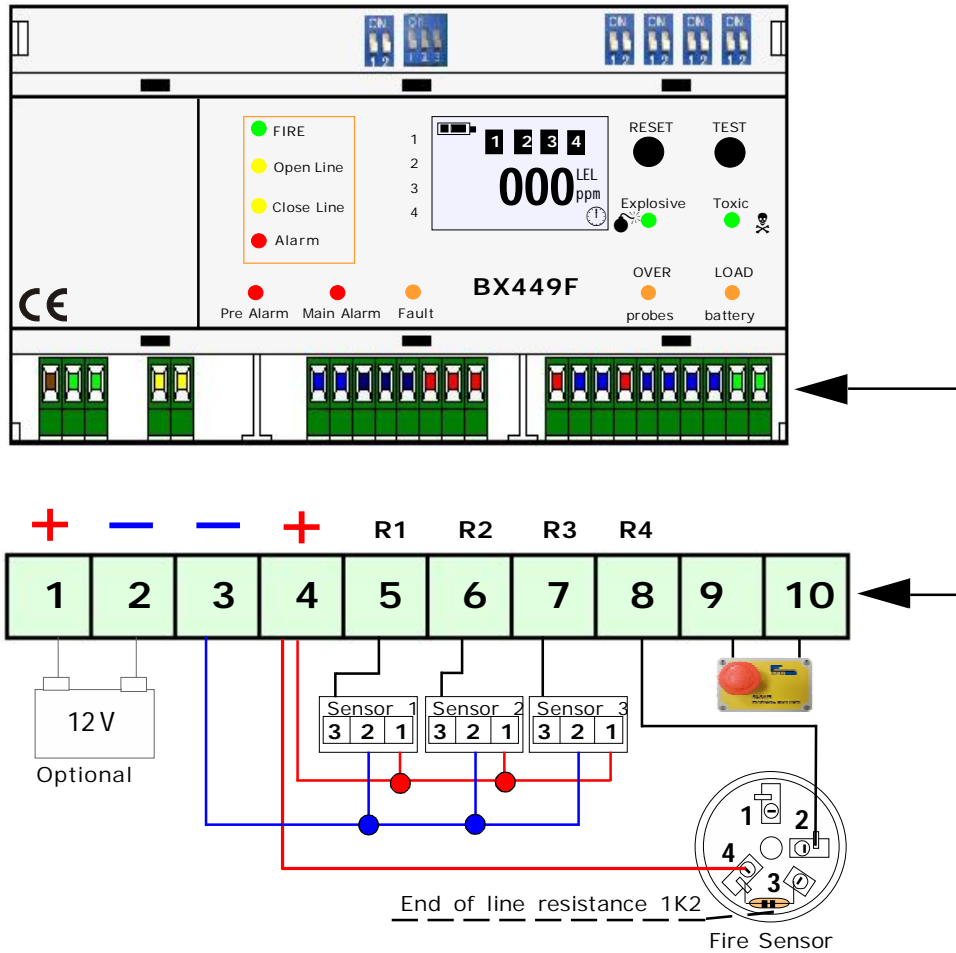 ON ON ON ON ON ON
1 2 1 2 3 1 2 1 2 1 2 1 2
FIRE
Open Line
Close Line
Alarm
1
2
3
4
1 2 3 4
000 LEL
ppm
RESET TEST
Explosive Toxic
CE
Pre Alarm Main Alarm Fault
BX449F
OVER LOAD
probes battery
+ — — + R1 R2 R3 R4
1 2 3 4 5 6 7 8 9 10
12V
Optional
Sensor 1 Sensor 2 Sensor 3
3 2 1 3 2 1 3 2 1
1
2
4
3
End of line resistance 1K2
Fire Sensor